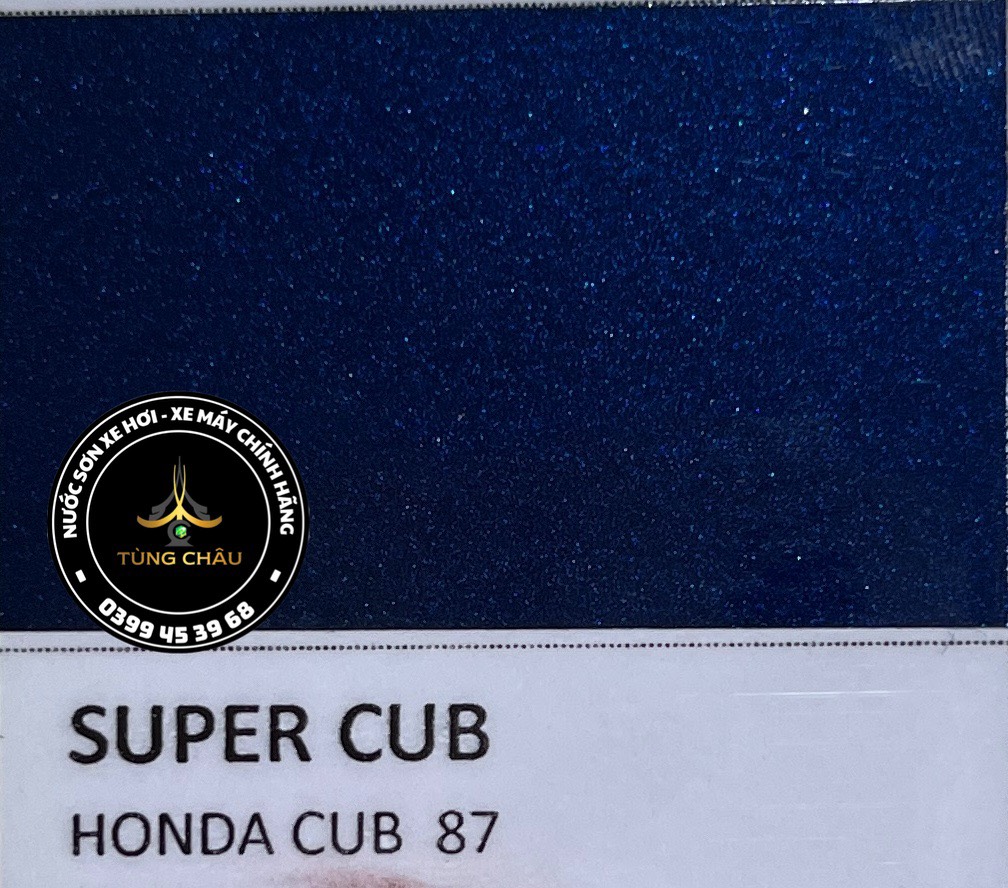 NƯỚC SƠN XE HƠI - XE MÁY CHÍNH HÃNG
TÙNG CHÂU
0399 45 39 68
SUPER CUB
HONDA CUB 87